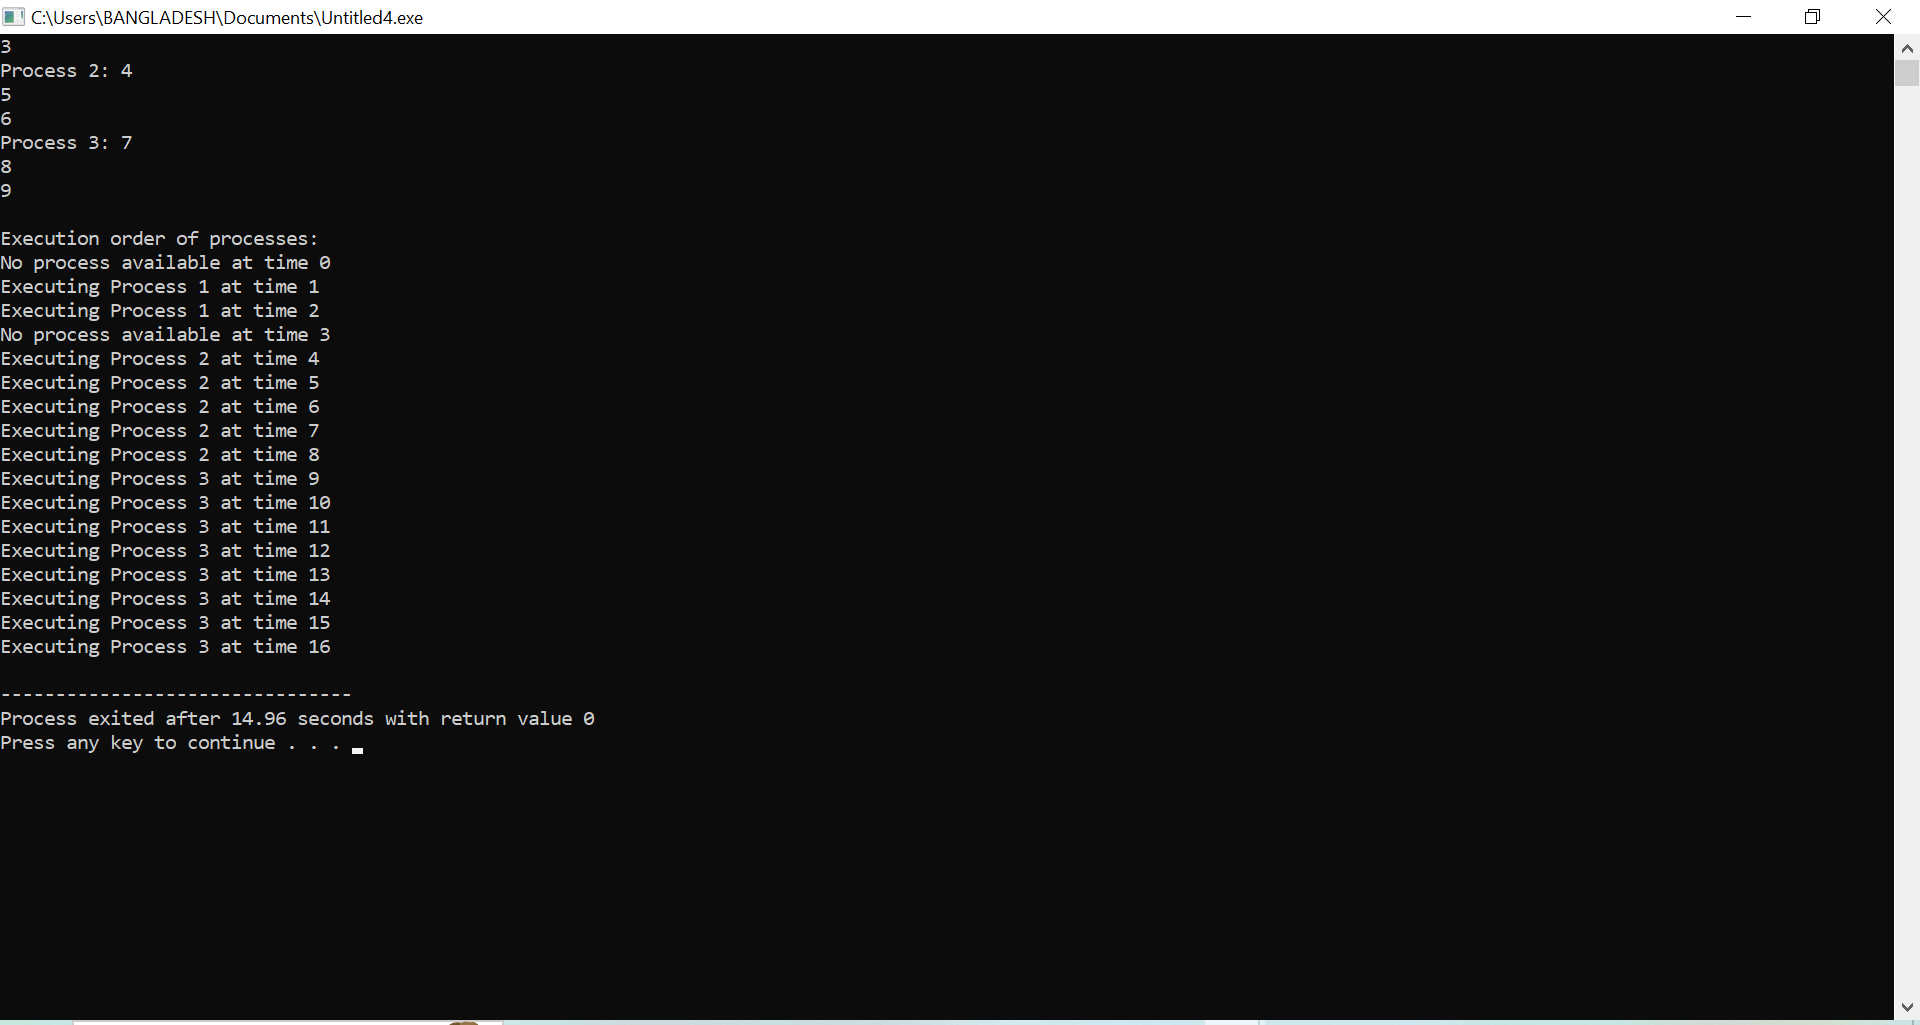 C:\Users\BANGLADESH\Documents\Untitled4.exe
3
Process 2: 4
5
6
Process 3: 7
8
9
Execution order of processes:
No process available at time 0
Executing Process 1 at time 1
Executing Process 1 at time 2
No process available at time 3
Executing Process 2 at time 4
Executing Process 2 at time 5
Executing Process 2 at time 6
Executing Process 2 at time 7
Executing Process 2 at time 8
Executing Process 3 at time 9
Executing Process 3 at time 10
Executing Process 3 at time 11
Executing Process 3 at time 12
Executing Process 3 at time 13
Executing Process 3 at time 14
Executing Process 3 at time 15
Executing Process 3 at time 16
--------------------------------
Process exited after 14.96 seconds with return value 0
Press any key to continue . . .